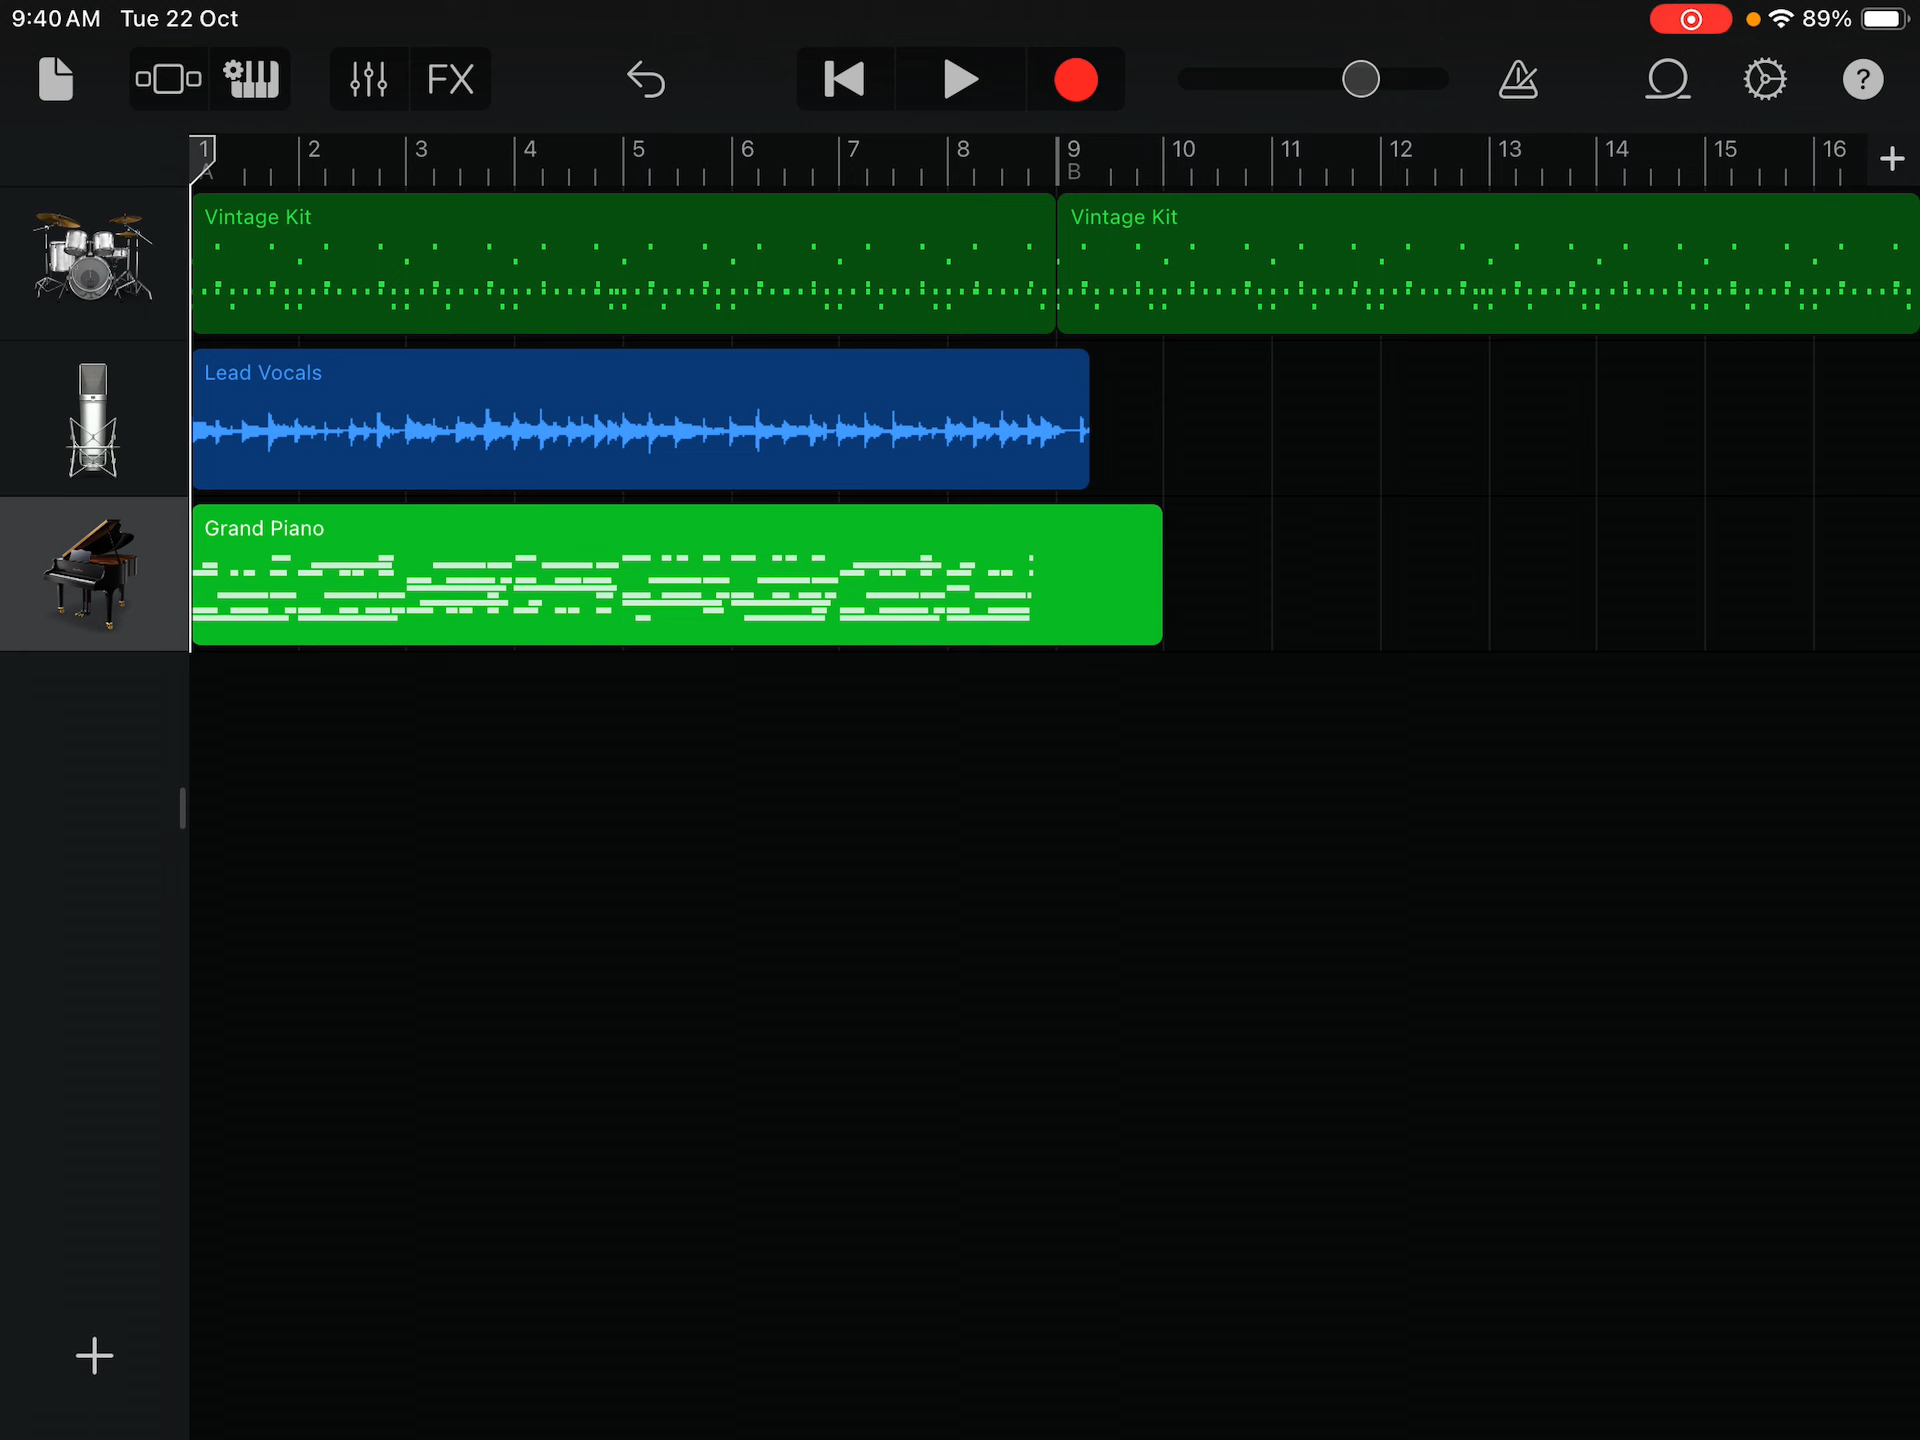 9:40 AM Tue 22 Oct
89%
FX
?
1 2 3 4 5 6 7 8 9 10 11 12 13 14 15 16
A B
Vintage Kit Vintage Kit
Lead Vocals
Grand Piano